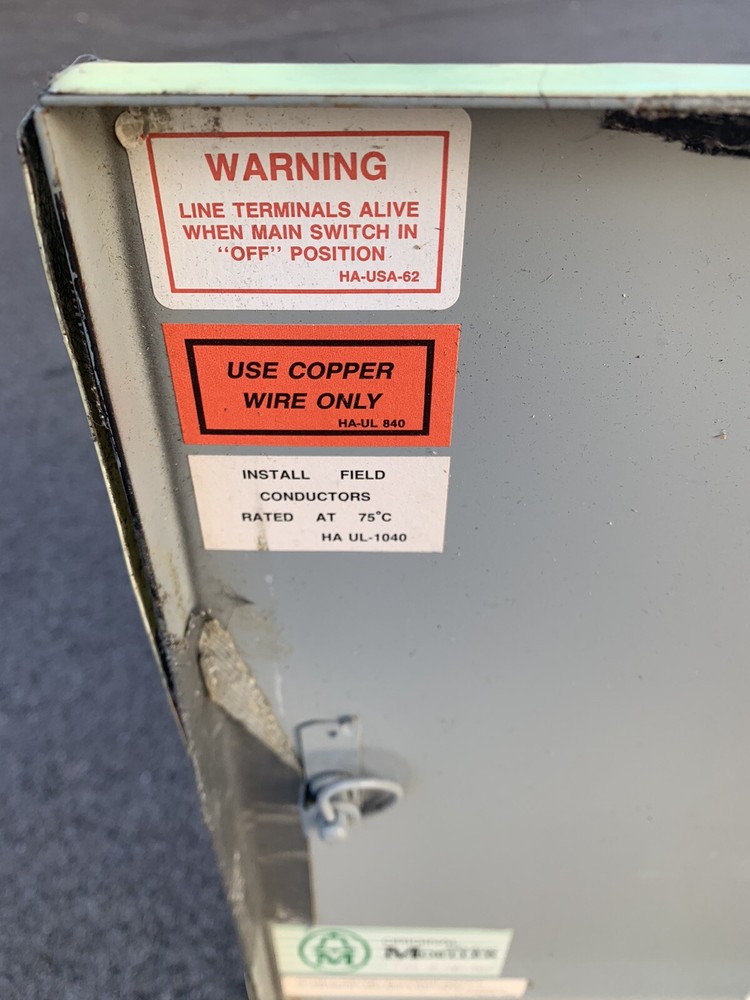 WARNING
LINE TERMINALS ALIVE
WHEN MAIN SWITCH IN
“OFF” POSITION
HA-USA-62
USE COPPER
WIRE ONLY
HA-UL 840
INSTALL FIELD
CONDUCTORS
RATED AT 75°C
HA UL-1040
M
MUELLER